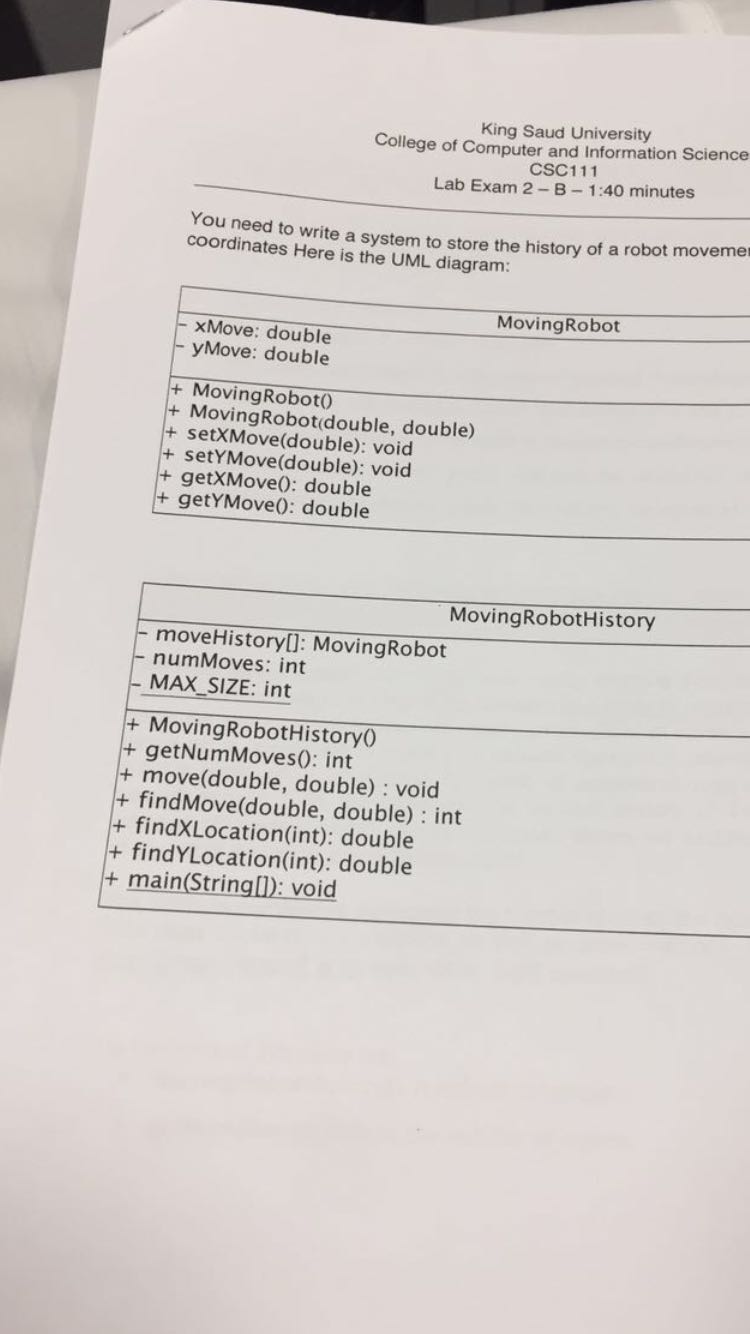 King Saud University
College of Computer and Information Science
CSC111
Lab Exam 2 – B – 1:40 minutes
You need to write a system to store the history of a robot
coordinates Here is the UML diagram:
MovingRobot
- xMove: double
- yMove: double
+ MovingRobot()
+ MovingRobot(double, double)
+ setXMove(double): void
+ setYMove(double): void
+ getXMove(): double
+ getYMove(): double
MovingRobotHistory
- moveHistory[]: MovingRobot
- numMoves: int
- MAX_SIZE: int
+ MovingRobotHistory()
+ getNumMoves(): int
+ move(double, double) : void
+ findMove(double, double) : int
+ findXLocation(int): double
+ findYLocation(int): double
+ main(String[]): void